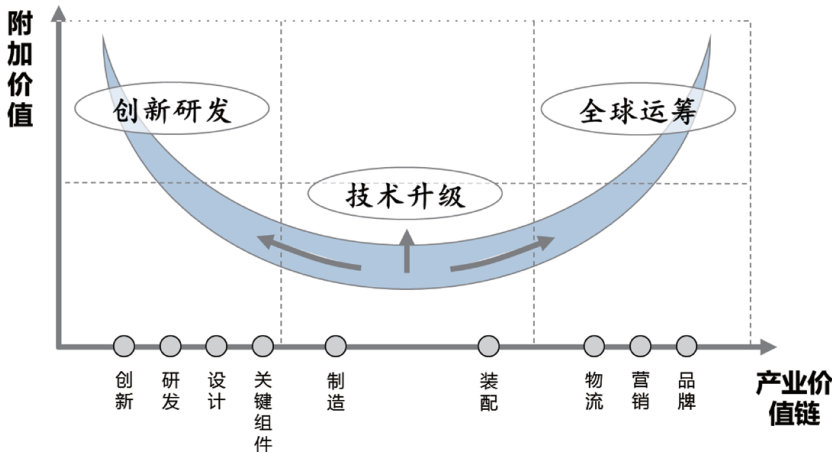 附加价值
创新研发
全球运筹
技术升级
创新
研发
设计
关键组件
制造
装配
物流
营销
品牌
产业价
值链